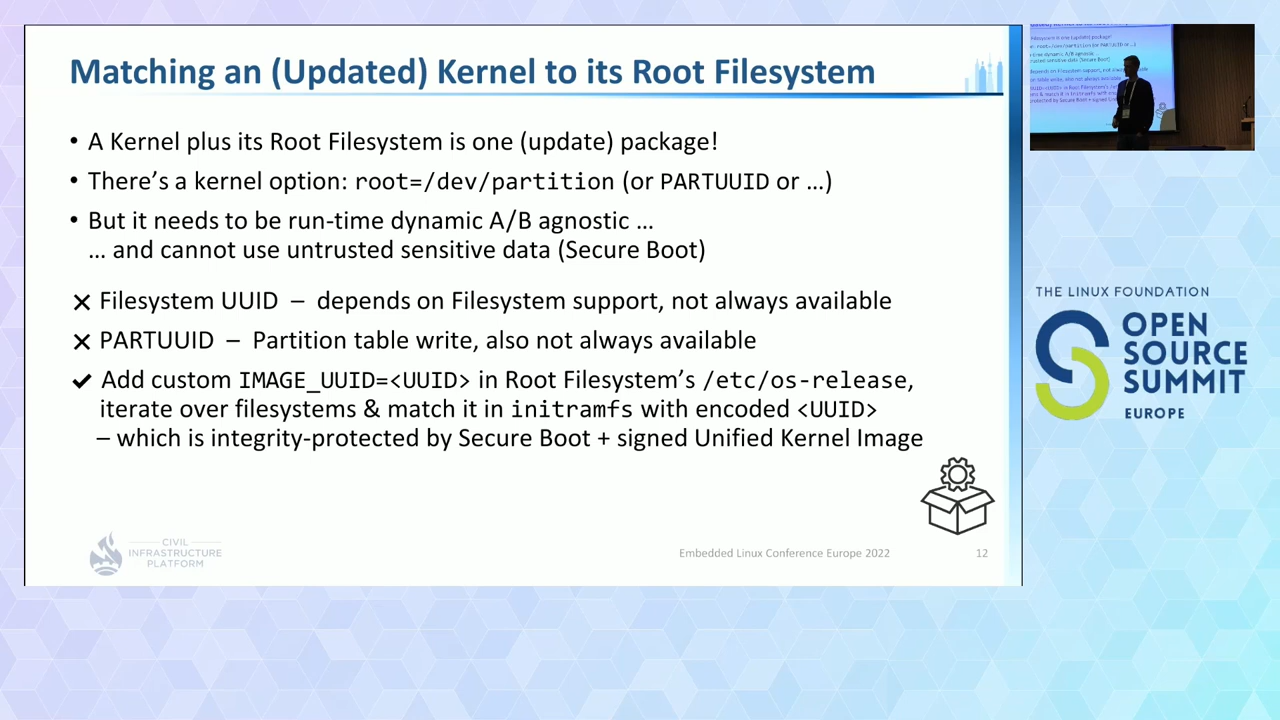 Matching an (Updated) Kernel to its Root Filesystem
• A Kernel plus its Root Filesystem is one (update) package!
• There's a kernel option: root=/dev/partition (or PARTUUID or …)
• But it needs to be run-time dynamic A/B agnostic …
… and cannot use untrusted sensitive data (Secure Boot)
✕ Filesystem UUID – depends on Filesystem support, not always available
✕ PARTUUID – Partition table write, also not always available
✔ Add custom IMAGE_UUID=<UUID> in Root Filesystem's /etc/os-release,
iterate over filesystems & match it in initramfs with encoded <UUID>
– which is integrity-protected by Secure Boot + signed Unified Kernel Image
CIVIL
INFRASTRUCTURE
PLATFORM
Embedded Linux Conference Europe 2022
12
THE LINUX FOUNDATION
OPEN
SOURCE
SUMMIT
EUROPE